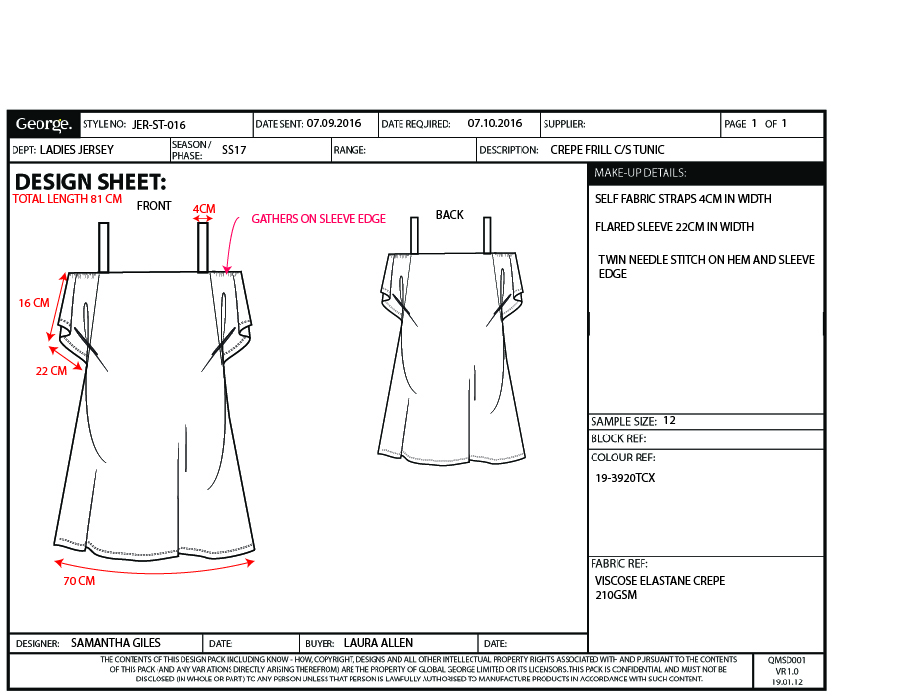 George. STYLE NO: JER-ST-016 DATE SENT: 07.09.2016 DATE REQUIRED: 07.10.2016 SUPPLIER: PAGE 1 OF 1
DEPT: LADIES JERSEY SEASON / PHASE: SS17 RANGE: DESCRIPTION: CREPE FRILL C/S TUNIC
DESIGN SHEET:
TOTAL LENGTH 81 CM
FRONT
4CM
GATHERS ON SLEEVE EDGE
BACK
16 CM
22 CM
70 CM
MAKE-UP DETAILS:
SELF FABRIC STRAPS 4CM IN WIDTH
FLARED SLEEVE 22CM IN WIDTH
TWIN NEEDLE STITCH ON HEM AND SLEEVE
EDGE
SAMPLE SIZE: 12
BLOCK REF:
COLOUR REF:
19-3920TCX
FABRIC REF:
VISCOSE ELASTANE CREPE
210GSM
DESIGNER: SAMANTHA GILES DATE: BUYER: LAURA ALLEN DATE:
THE CONTENTS OF THIS DESIGN PACK INCLUDING KNOW - HOW, COPYRIGHT, DESIGNS AND ALL OTHER INTELLECTUAL PROPERTY RIGHTS ASSOCIATED WITH AND PURSUANT TO THE CONTENTS
OF THIS PACK (AND ANY VARIATIONS DIRECTLY ARISING THEREFROM) ARE THE PROPERTY OF GLOBAL GEORGE LIMITED OR ITS LICENSORS. THIS PACK IS CONFIDENTIAL AND MUST NOT BE
DISCLOSED (IN WHOLE OR PART) TO ANY PERSON UNLESS THAT PERSON IS LAWFULLY AUTHORISED TO MANUFACTURE PRODUCTS IN ACCORDANCE WITH SUCH CONTENT.
QMSD001
VR 1.0
19.01.12